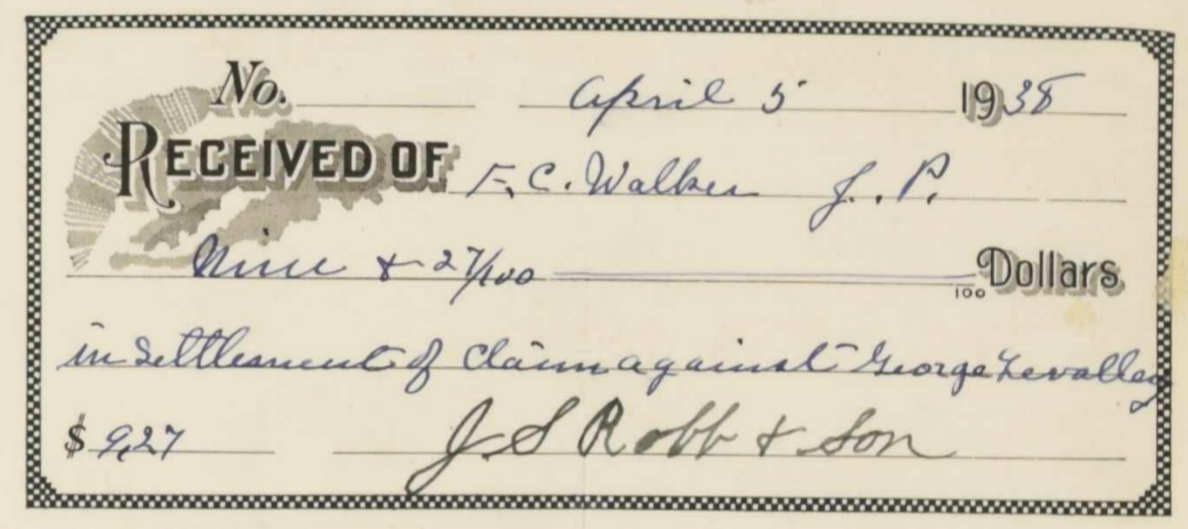 No. April 5 1938
RECEIVED OF F. C. Walker J. P.
Nine & 27/100 100 Dollars
in settlement of claim against George Levalley
$ 9.27 J. S Robb & Son